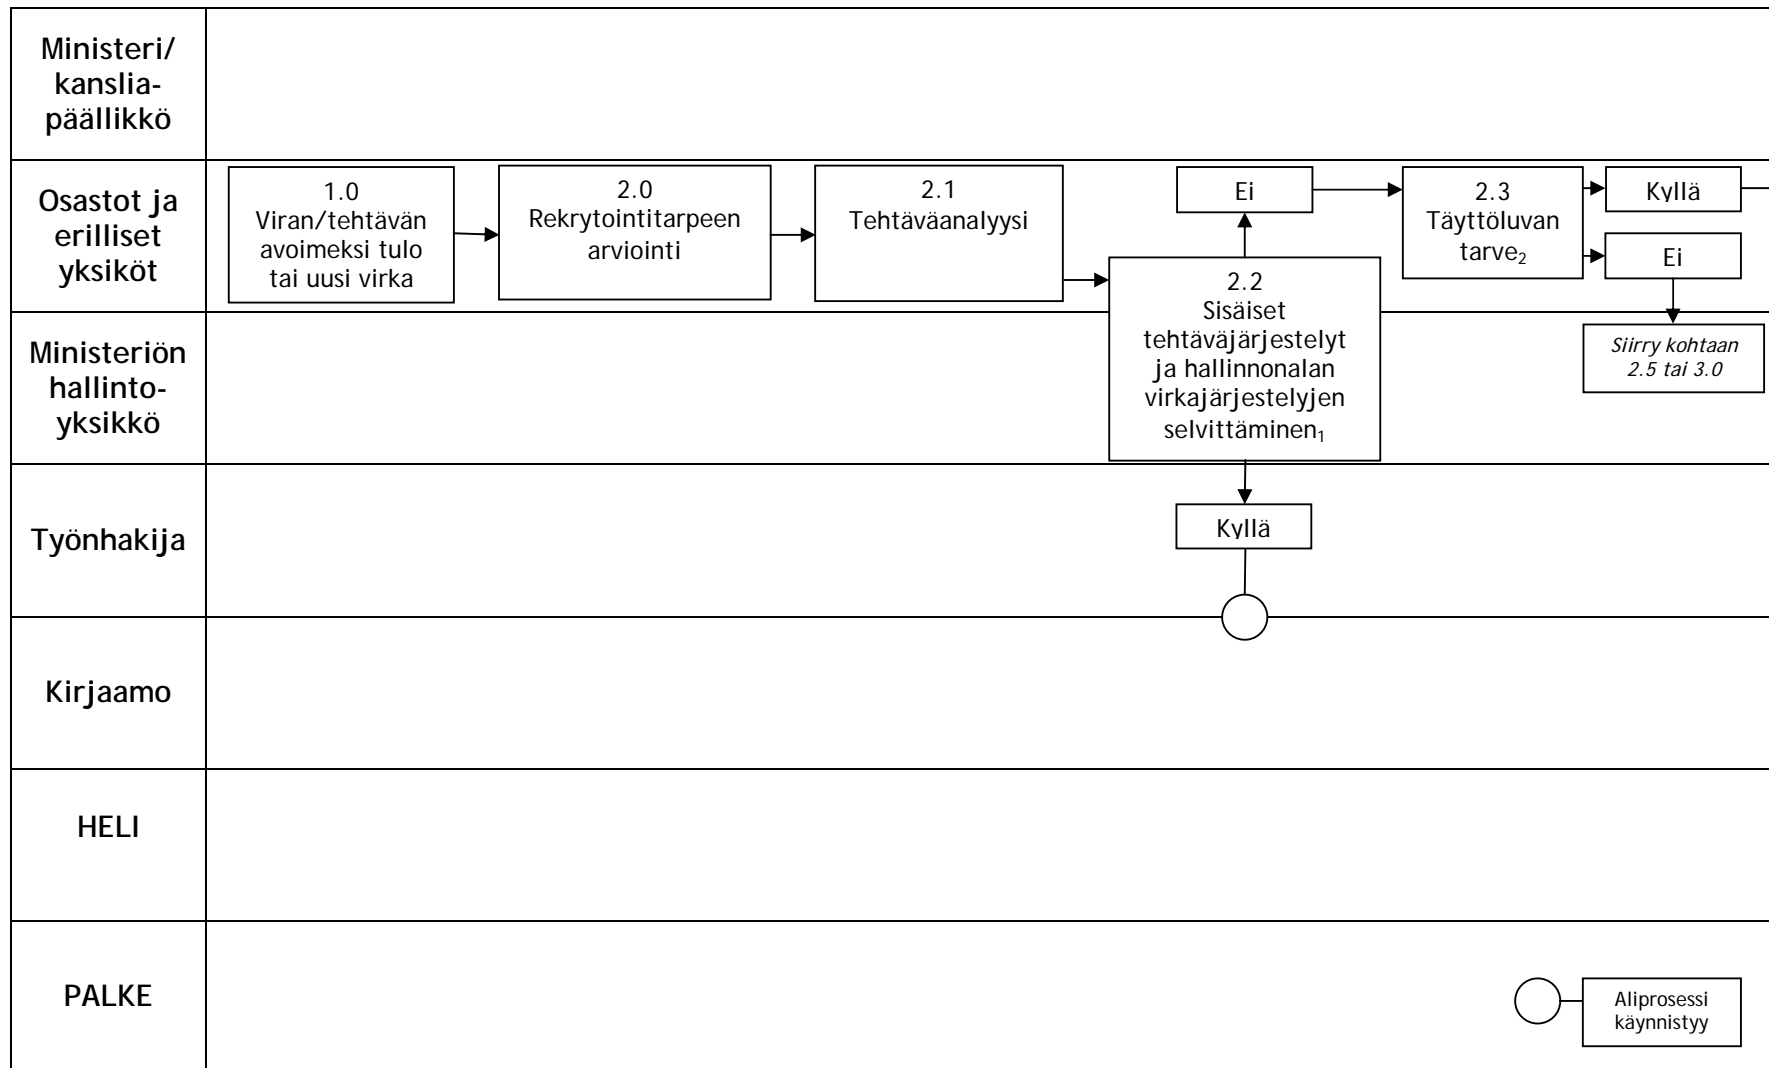 Ministeri/
kanslia-
päällikkö
Osastot ja
erilliset
yksiköt
1.0
Viran/tehtävän
avoimeksi tulo
tai uusi virka
2.0
Rekrytointitarpeen
arviointi
2.1
Tehtäväanalyysi
Ei
2.3
Täyttöluvan
tarve2
Kyllä
Ei
2.2
Sisäiset
tehtäväjärjestelyt
ja hallinnonalan
virkajärjestelyjen
selvittäminen1
Ministeriön
hallinto-
yksikkö
Siirry kohtaan
2.5 tai 3.0
Työnhakija
Kyllä
Kirjaamo
HELI
PALKE
Aliprosessi
käynnistyy